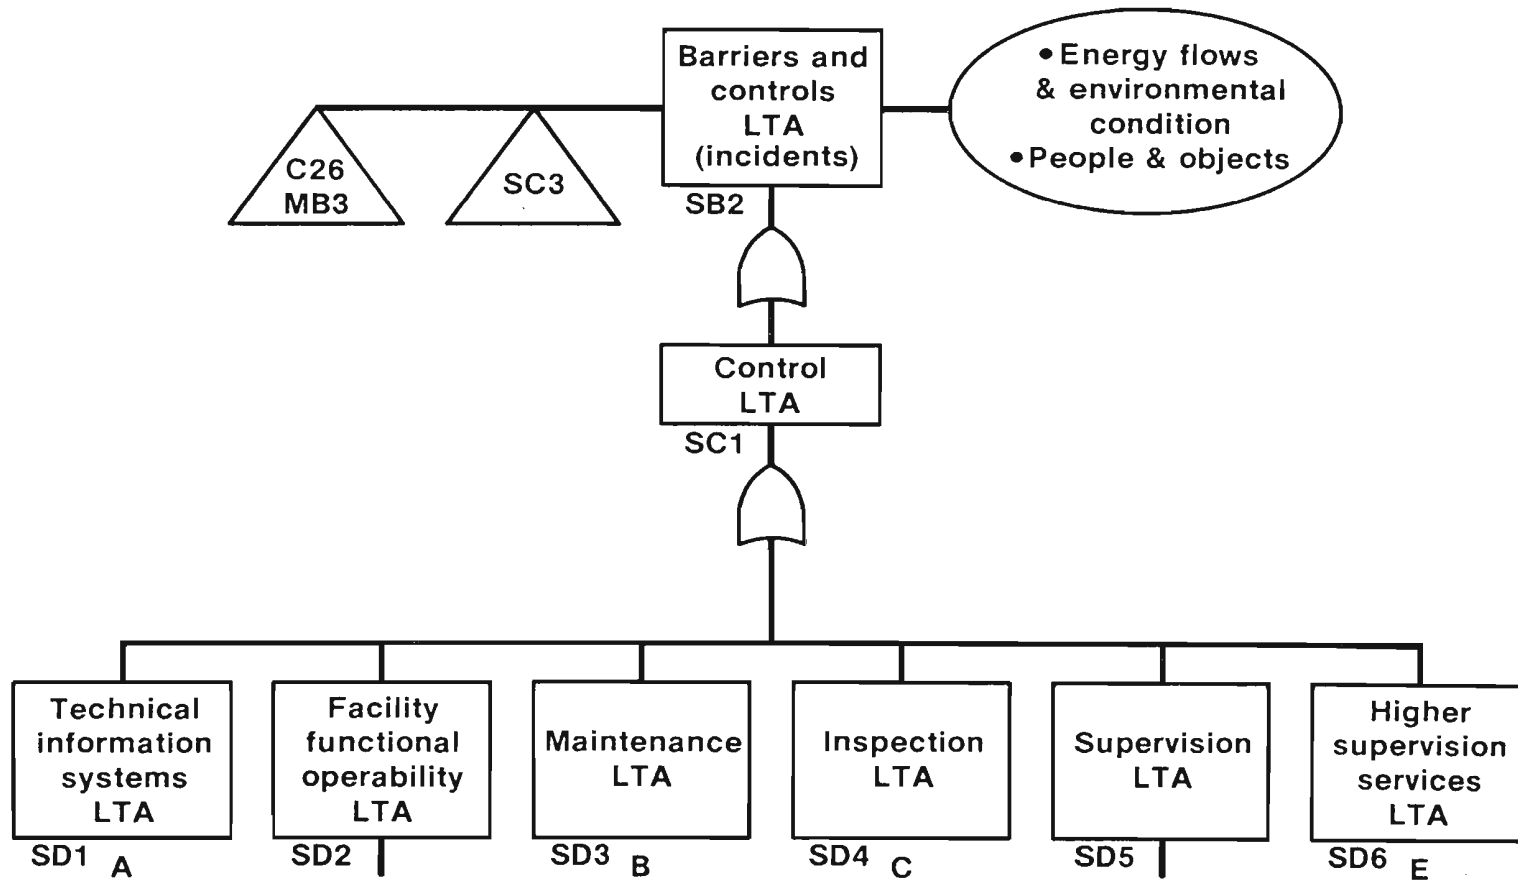 Barriers and
controls
LTA
(incidents)
SB2
• Energy flows
& environmental
condition
• People & objects
C26
MB3
SC3
Control
LTA
SC1
Technical
information
systems
LTA
SD1 A
Facility
functional
operability
LTA
SD2
Maintenance
LTA
SD3 B
Inspection
LTA
SD4 C
Supervision
LTA
SD5
Higher
supervision
services
LTA
SD6 E